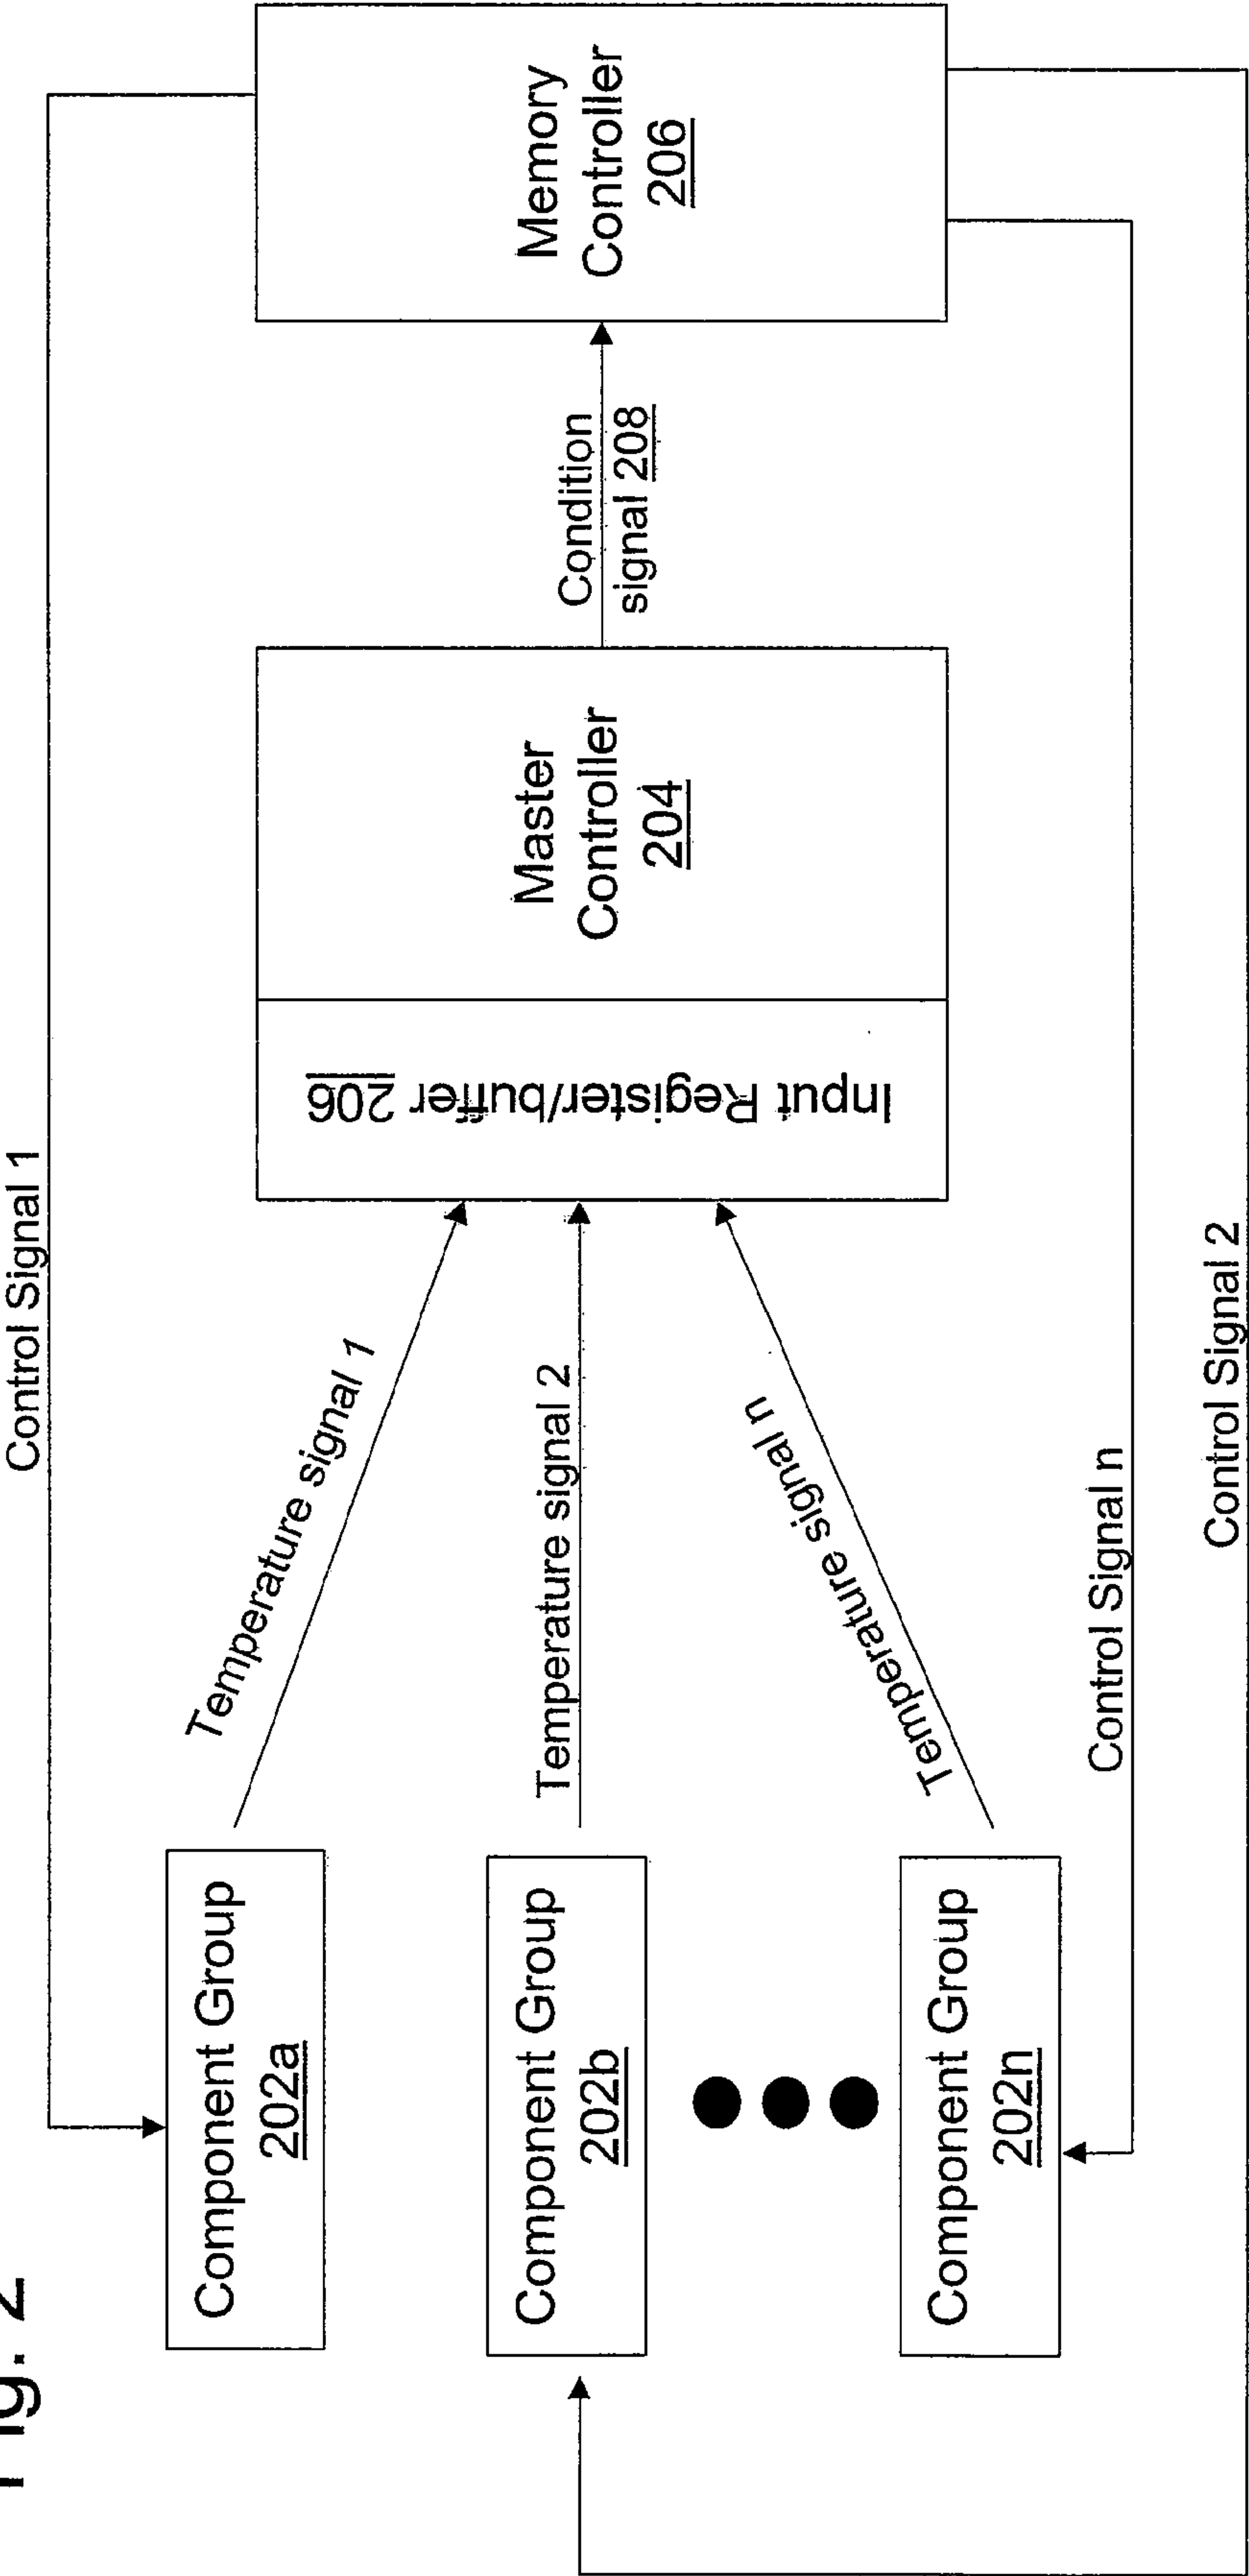 Fig. 2
Control Signal 1
Component Group
202a
Temperature signal 1
Component Group
202b
Temperature signal 2
Component Group
202n
Temperature signal n
Input Register/buffer 206
Master
Controller
204
Condition
signal 208
Memory
Controller
206
Control Signal n
Control Signal 2